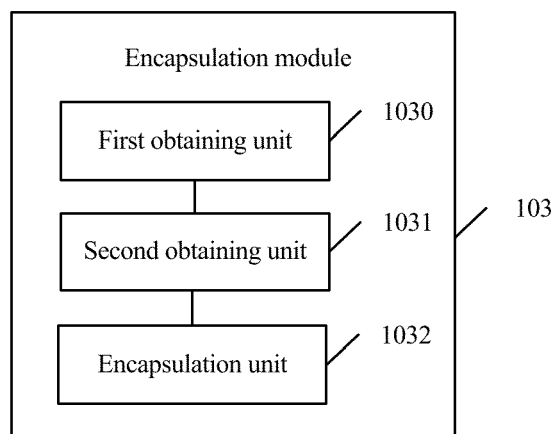 Encapsulation module
1030
First obtaining unit
1031
103
Second obtaining unit
1032
Encapsulation unit